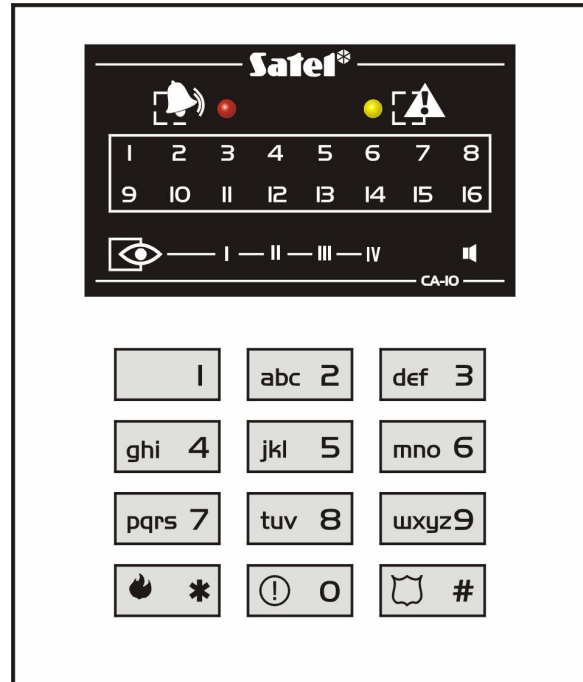 Satel
1 2 3 4 5 6 7 8
9 10 11 12 13 14 15 16
I II III IV
CA-10
1 abc 2 def 3
ghi 4 jkl 5 mno 6
pqrs 7 tuv 8 wxyz 9
* ! 0 #